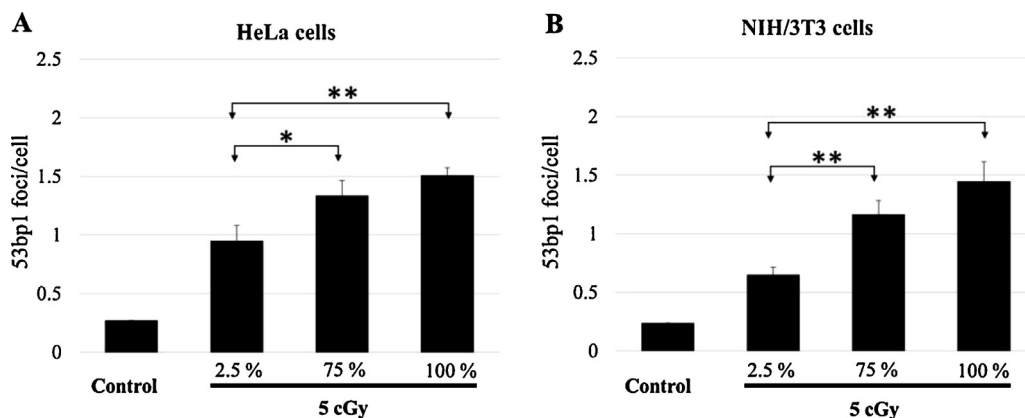 A
HeLa cells
53bp1 foci/cell
2.5
2
1.5
1
0.5
0
**
*
Control
2.5 %
75 %
100 %
5 cGy
B
NIH/3T3 cells
53bp1 foci/cell
2.5
2
1.5
1
0.5
0
**
**
Control
2.5 %
75 %
100 %
5 cGy